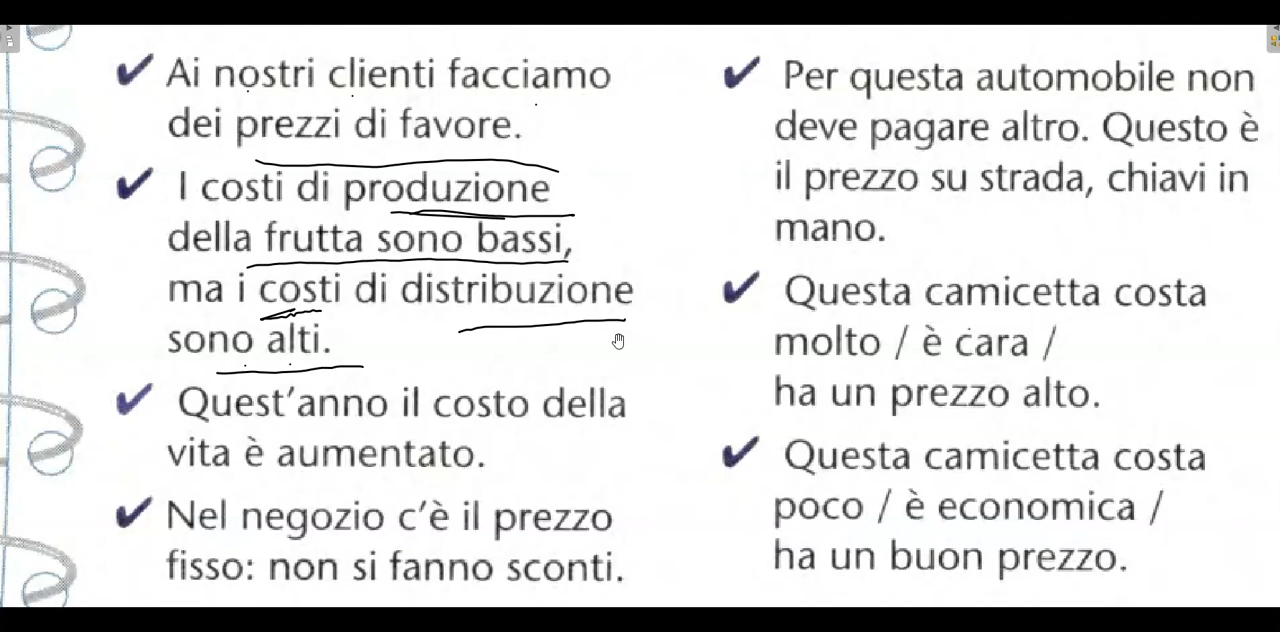 ✔ Ai nostri clienti facciamo
dei prezzi di favore.
✔ I costi di produzione
della frutta sono bassi,
ma i costi di distribuzione
sono alti.
✔ Quest'anno il costo della
vita è aumentato.
✔ Nel negozio c'è il prezzo
fisso: non si fanno sconti.
✔ Per questa automobile non
deve pagare altro. Questo è
il prezzo su strada, chiavi in
mano.
✔ Questa camicetta costa
molto / è cara /
ha un prezzo alto.
✔ Questa camicetta costa
poco / è economica /
ha un buon prezzo.